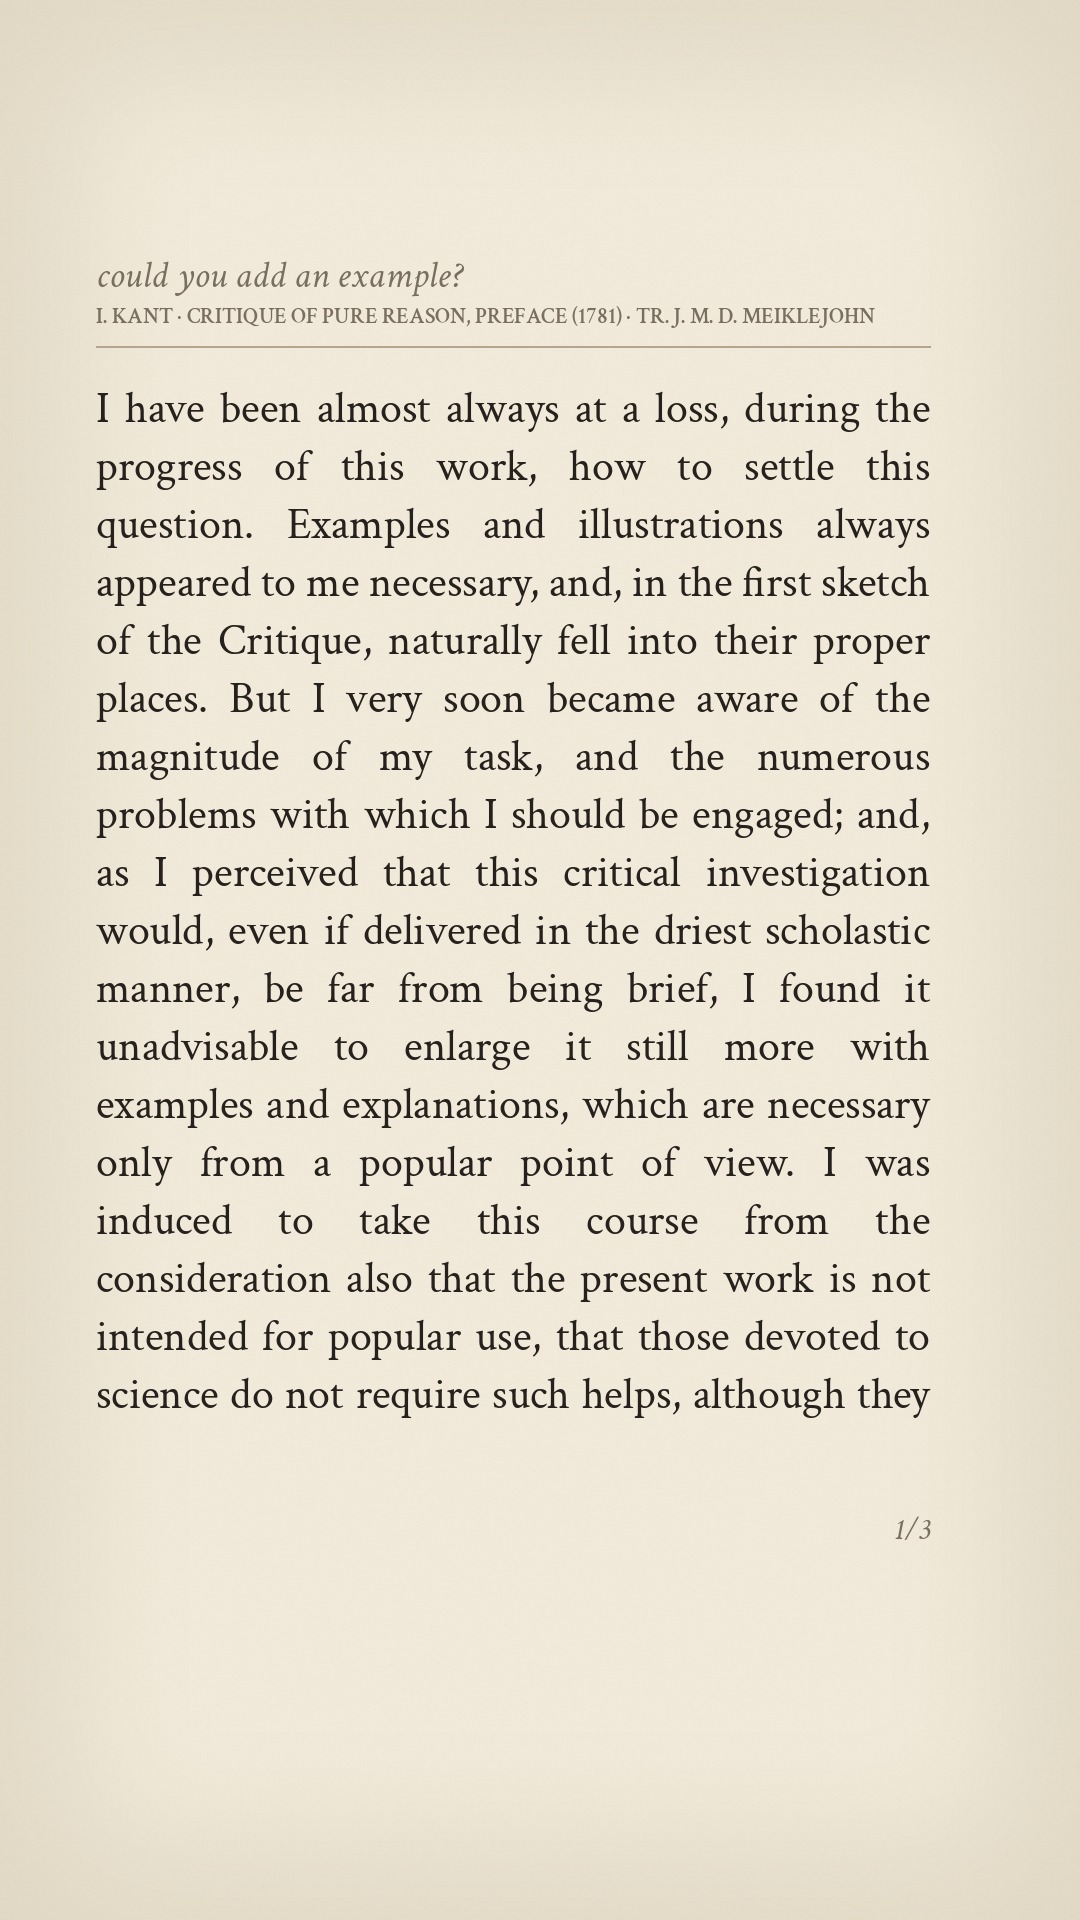 could you add an example?
I. KANT · CRITIQUE OF PURE REASON, PREFACE (1781) · TR. J. M. D. MEIKLEJOHN
I have been almost always at a loss, during the
progress of this work, how to settle this
question. Examples and illustrations always
appeared to me necessary, and, in the first sketch
of the Critique, naturally fell into their proper
places. But I very soon became aware of the
magnitude of my task, and the numerous
problems with which I should be engaged; and,
as I perceived that this critical investigation
would, even if delivered in the driest scholastic
manner, be far from being brief, I found it
unadvisable to enlarge it still more with
examples and explanations, which are necessary
only from a popular point of view. I was
induced to take this course from the
consideration also that the present work is not
intended for popular use, that those devoted to
science do not require such helps, although they
1/3